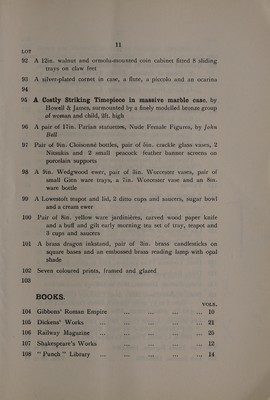 11
LOT
92 A 12in. walnut and ormolu-mounted coin cabinet fitted 8 sliding
trays on claw feet
93 A silver-plated cornet in case, a flute, a piccolo and an ocarina
94
95 A Costly Striking Timepiece in massive marble case, by
Howell & James, surmounted by a finely modelled bronze group
of woman and child, 2ft. high
96 A pair of 17in. Parian statuettes, Nude Female Figures, by John
Bell
97 Pair of 9in. Cloisonné bottles, pair of 6in. crackle glass vases, 2
Netsukis and 2 small peacock feather banner screens on
porcelain supports
98 A 9in. Wedgwood ewer, pair of 3in. Worcester vases, pair of
small Gien ware trays, a 7in. Worcester vase and an 8in.
ware bottle
99 A Lowestoft teapot and lid, 2 ditto cups and saucers, sugar bowl
and a cream ewer
100 Pair of 8in. yellow ware jardinières, carved wood paper knife
and a buff and gilt early morning tea set of tray, teapot and
3 cups and saucers
101 A brass dragon inkstand, pair of 5in. brass candlesticks on
square bases and an embossed brass reading lamp with opal
shade
102 Seven coloured prints, framed and glazed
103
BOOKS.
VOLS.
104 Gibbons' Roman Empire ... ... ... ... 10
105 Dickens' Works ... ... ... ... 21
106 Railway Magazine ... ... ... ... 25
107 Shakespeare's Works ... ... ... ... 12
108 "Punch" Library ... ... ... ... 14